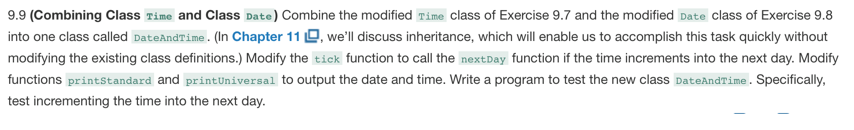 9.9 (Combining Class Time and Class Date) Combine the modified Time class of Exercise 9.7 and the modified Date class of Exercise 9.8
into one class called DateAndTime. (In Chapter 11, we'll discuss inheritance, which will enable us to accomplish this task quickly without
modifying the existing class definitions.) Modify the tick function to call the nextDay function if the time increments into the next day. Modify
functions printStandard and printUniversal to output the date and time. Write a program to test the new class DateAndTime. Specifically,
test incrementing the time into the next day.